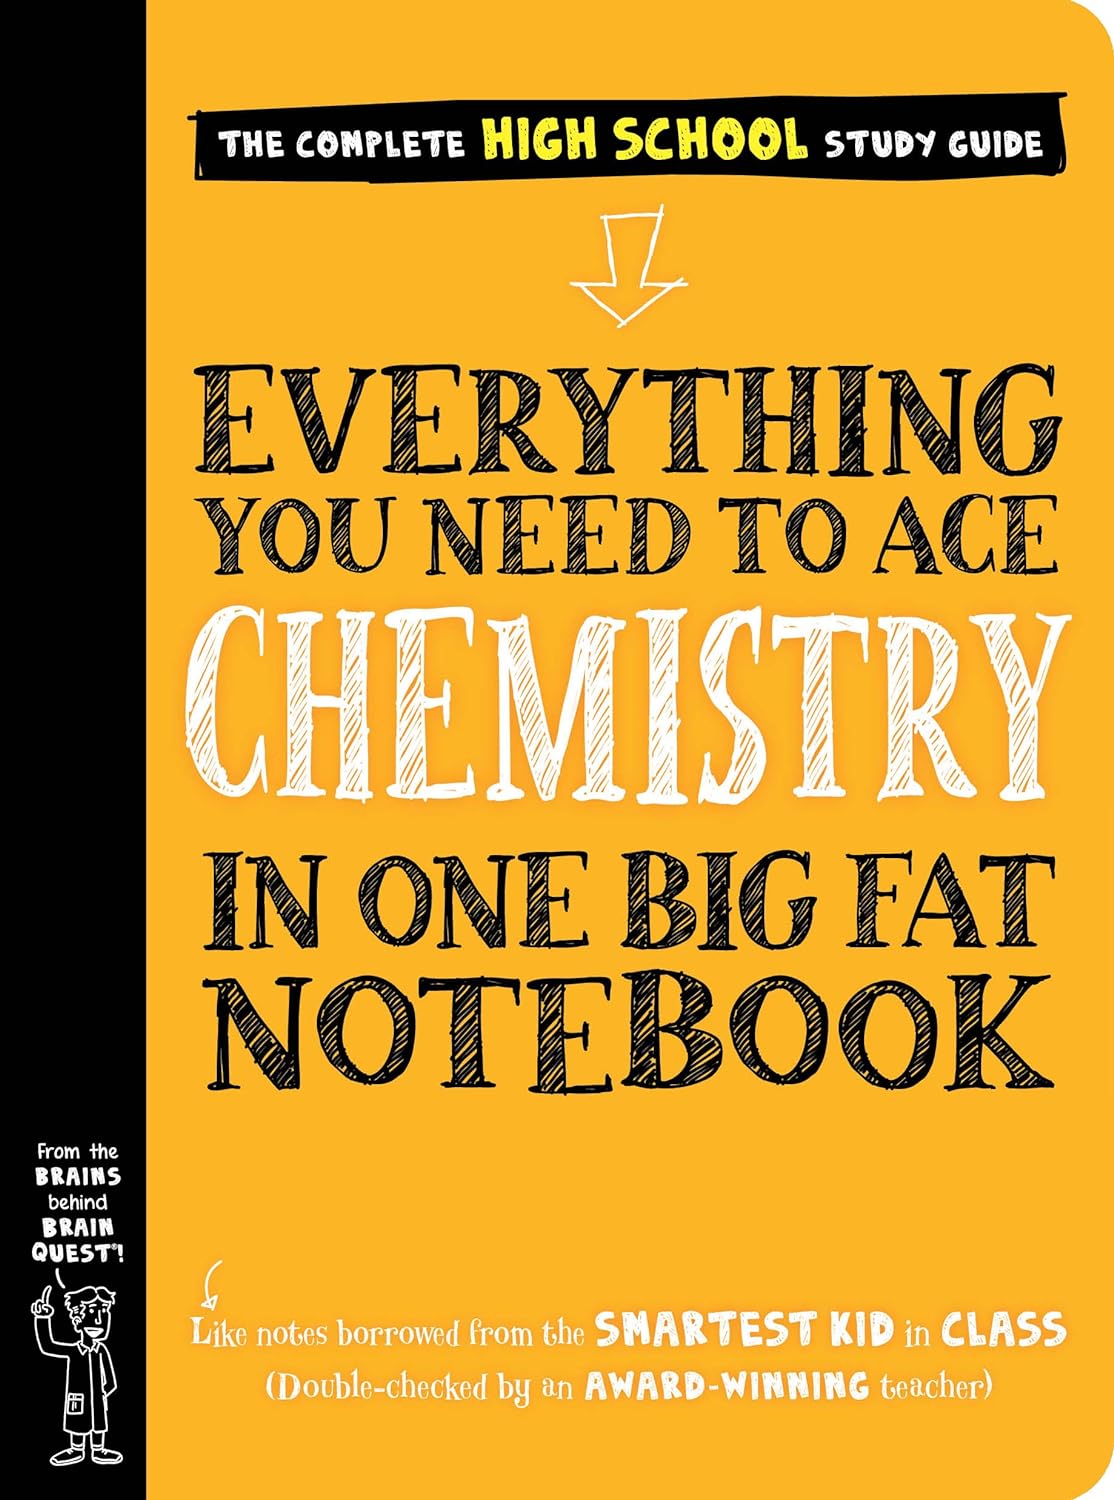 THE COMPLETE HIGH SCHOOL STUDY GUIDE
EVERYTHING
YOU NEED TO ACE
CHEMISTRY
IN ONE BIG FAT
NOTEBOOK
From the
BRAINS
behind
BRAIN
QUEST®!
Like notes borrowed from the SMARTEST KID in CLASS
(Double-checked by an AWARD-WINNING teacher)